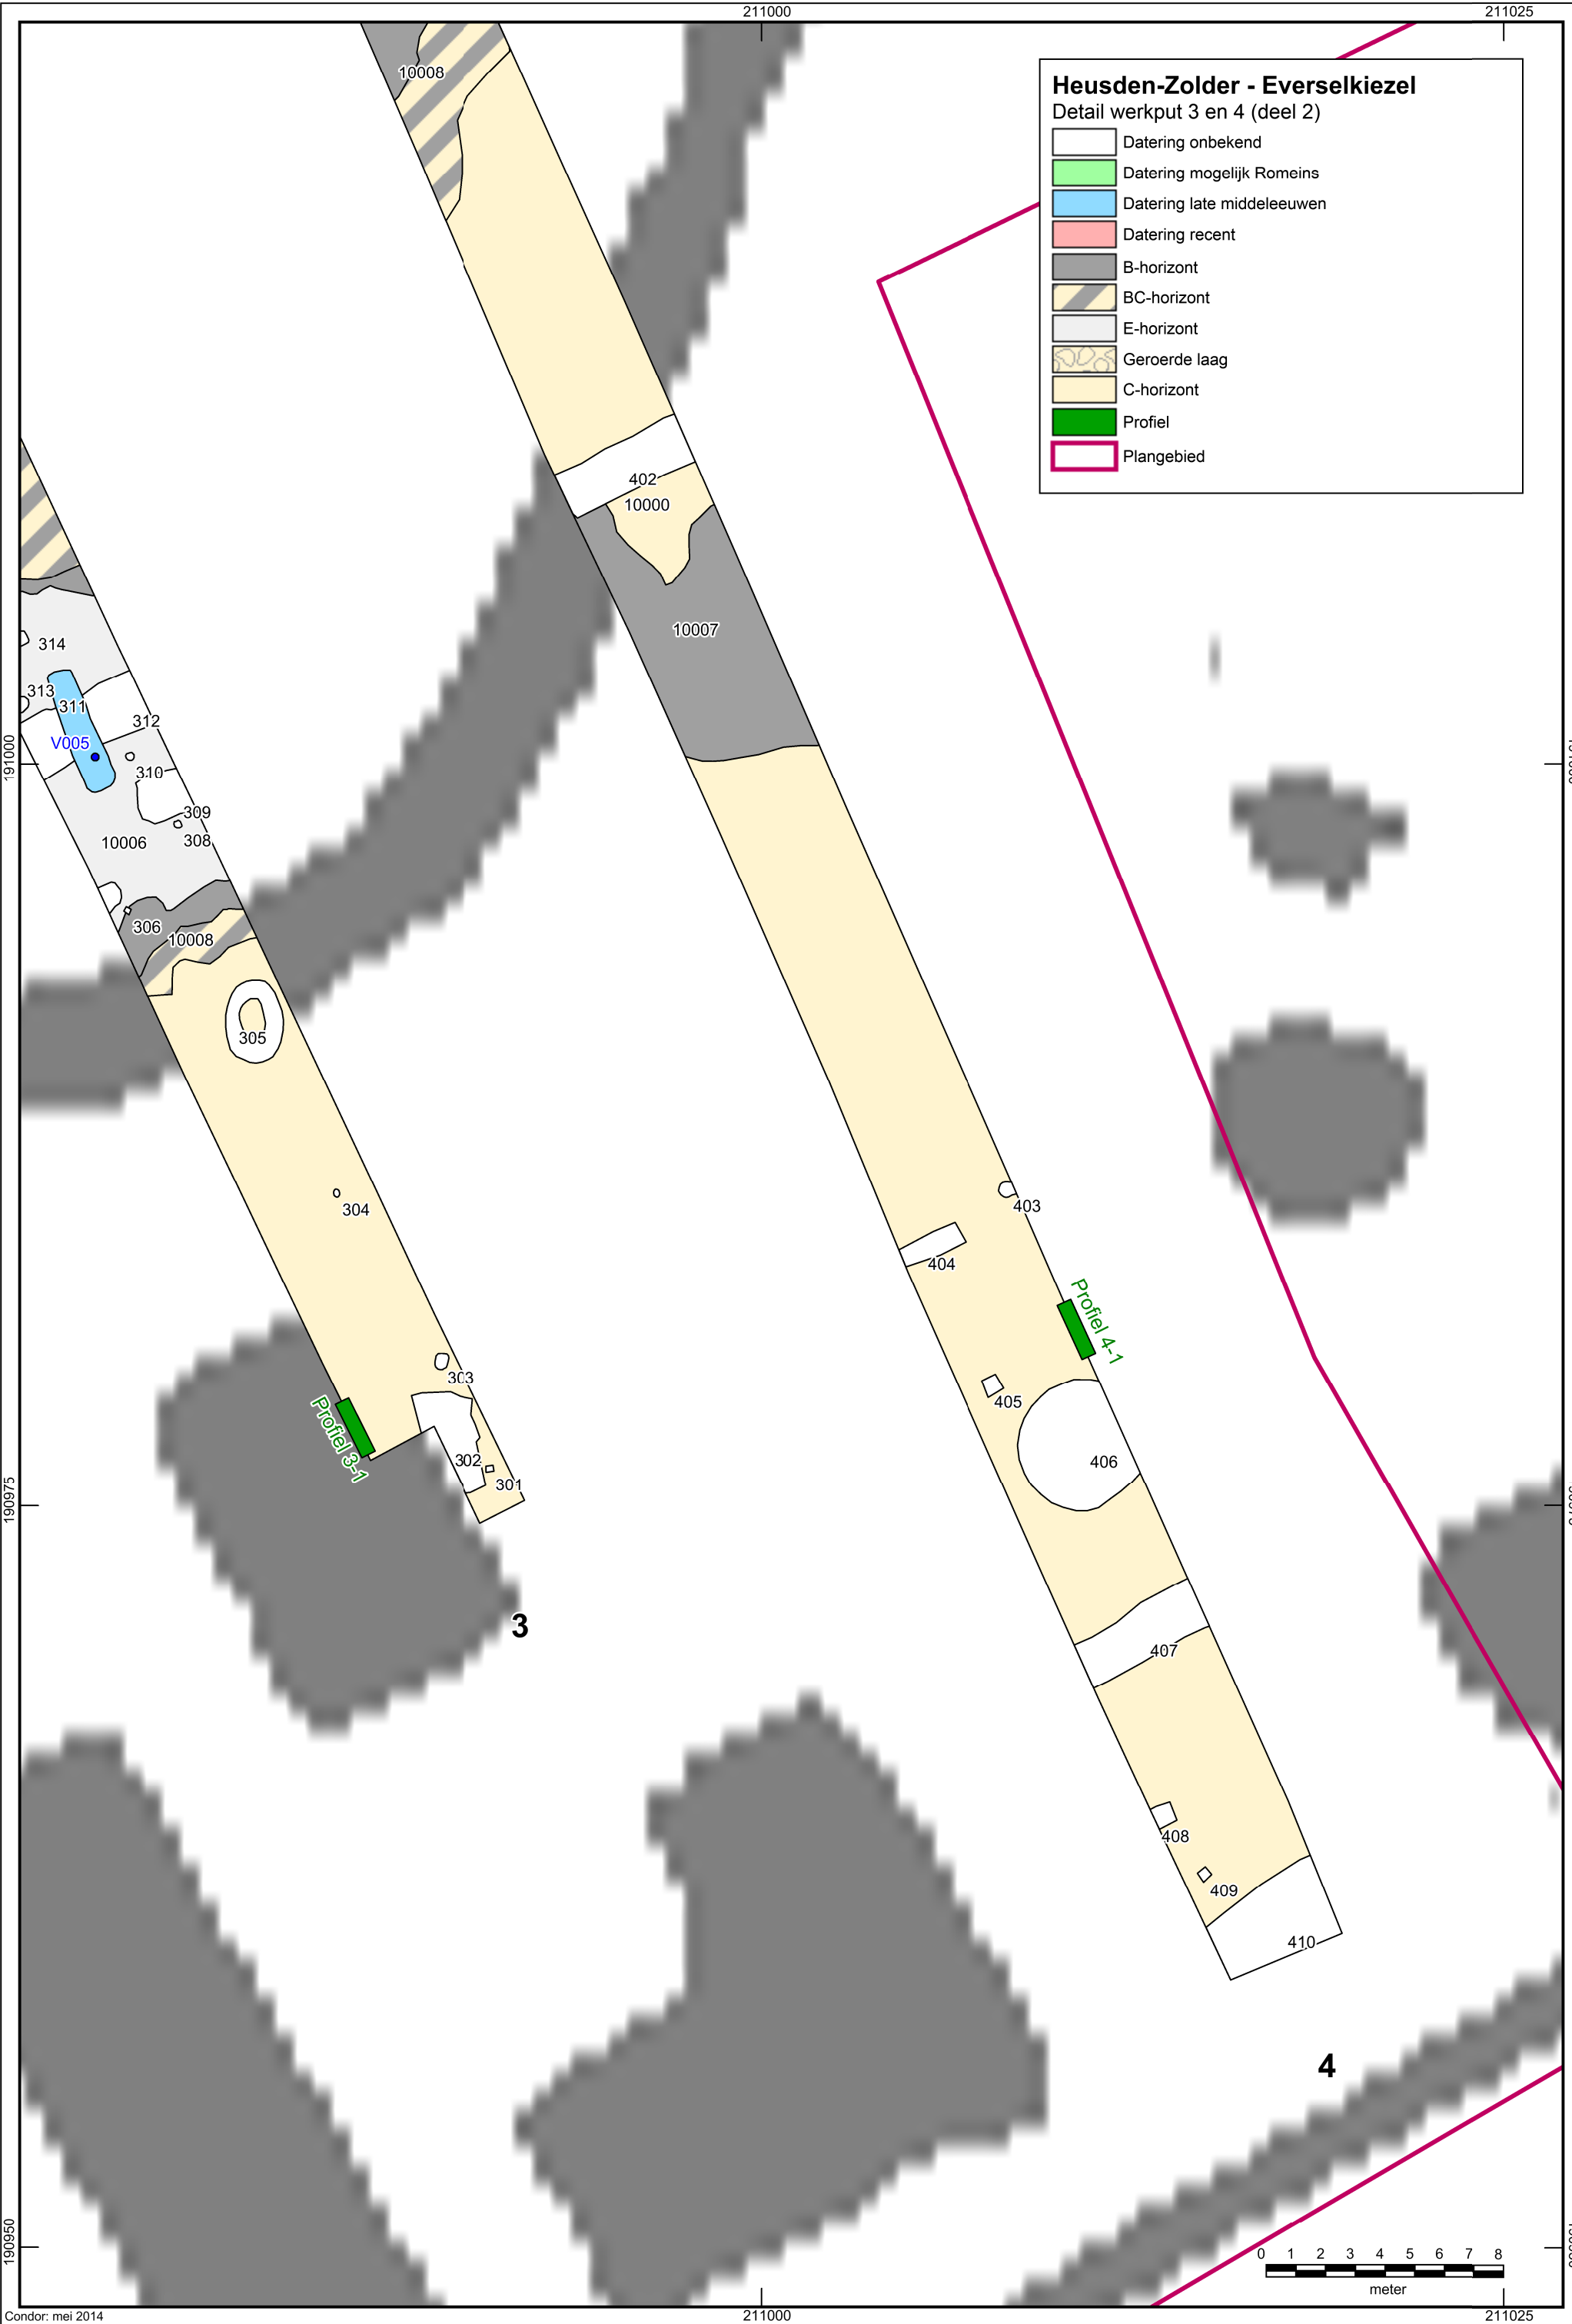 211000
211025
Heusden-Zolder - Everselkiezel
Detail werkput 3 en 4 (deel 2)
Datering onbekend
Datering mogelijk Romeins
Datering late middeleeuwen
Datering recent
B-horizont
BC-horizont
E-horizont
Geroerde laag
C-horizont
Profiel
Plangebied
10008
402
10000
10007
314
313
311
312
V005
310
309
308
10006
306
10008
305
304
303
302
301
Profiel 3-1
3
403
404
Profiel 4-1
405
406
407
408
409
410
4
191000
190975
190950
0 1 2 3 4 5 6 7 8
meter
Condor: mei 2014
211000
211025